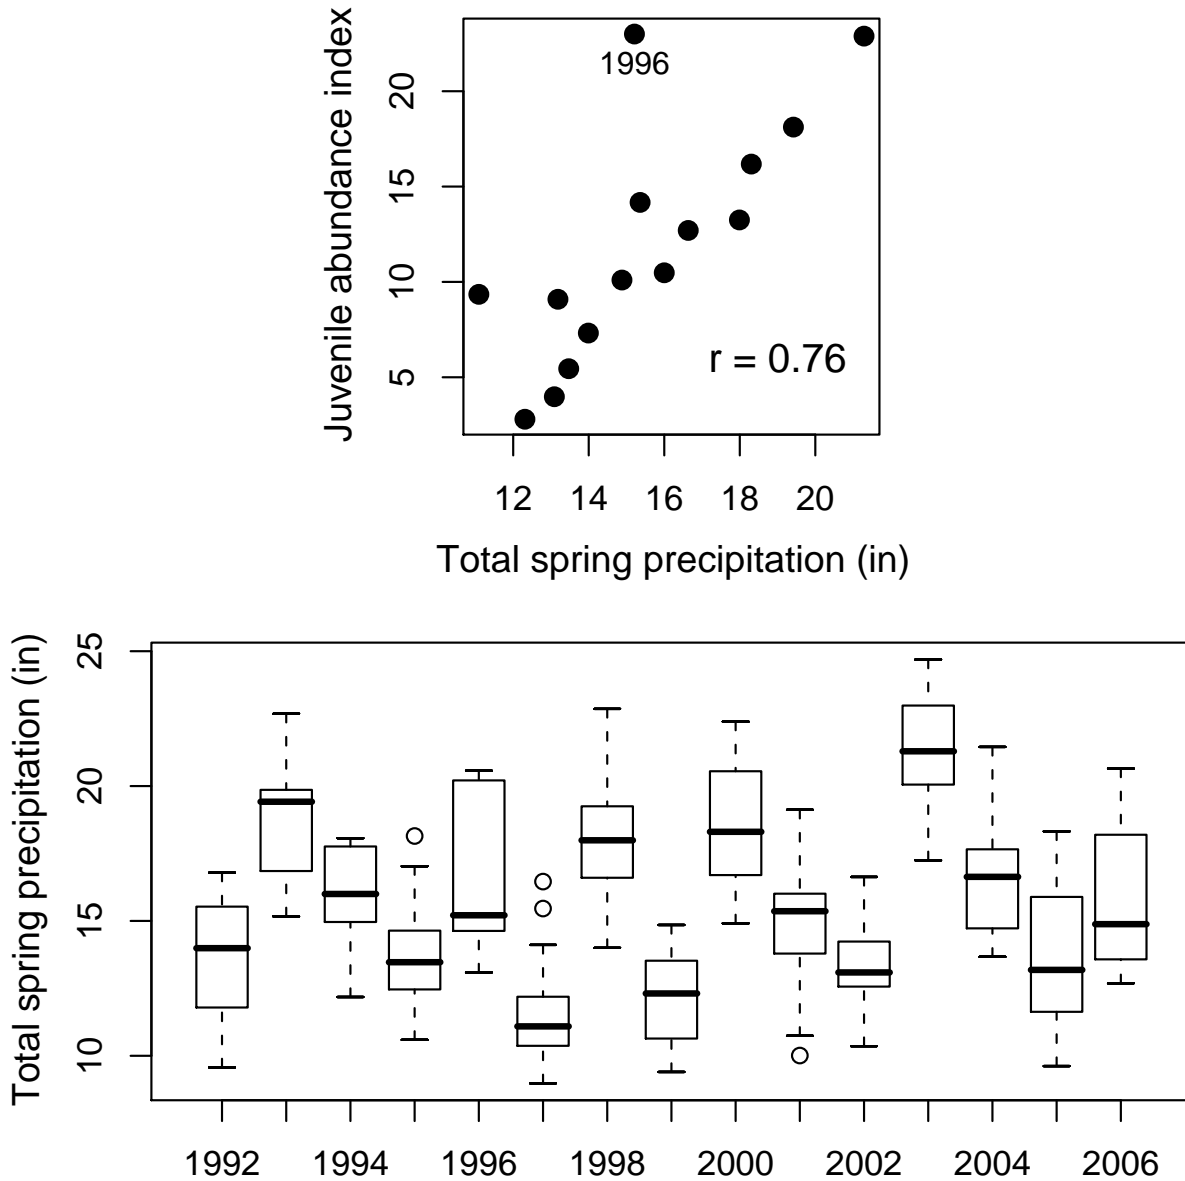 Juvenile abundance index
20
15
10
5
1996
r = 0.76
12 14 16 18 20
Total spring precipitation (in)
Total spring precipitation (in)
25
20
15
10
1992 1994 1996 1998 2000 2002 2004 2006